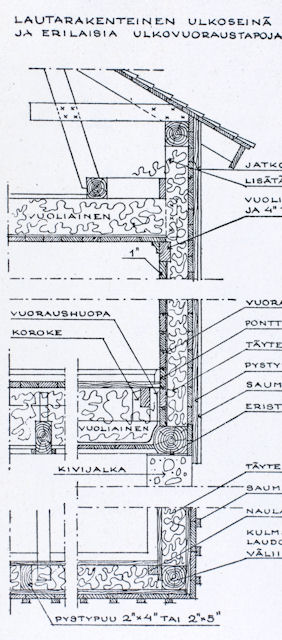 LAUTARAKENTEINEN ULKOSEINÄ
JA ERILAISIA ULKOVUORAUSTAPOJA
JATKO
LISÄTÄ
VUOLIAINEN
VUOLI
JA 4"
1"
VUORAUSHUOPA
KOROKE
VUORA
PONTT
TÄYTE
PYSTY
SAUM
ERIST
VUOLIAINEN
KIVIJALKA
TÄYTE
SAUM
NAULA
KULM
LAUDO
VÄLII
PYSTYPUU 2"×4" TAI 2"×5"